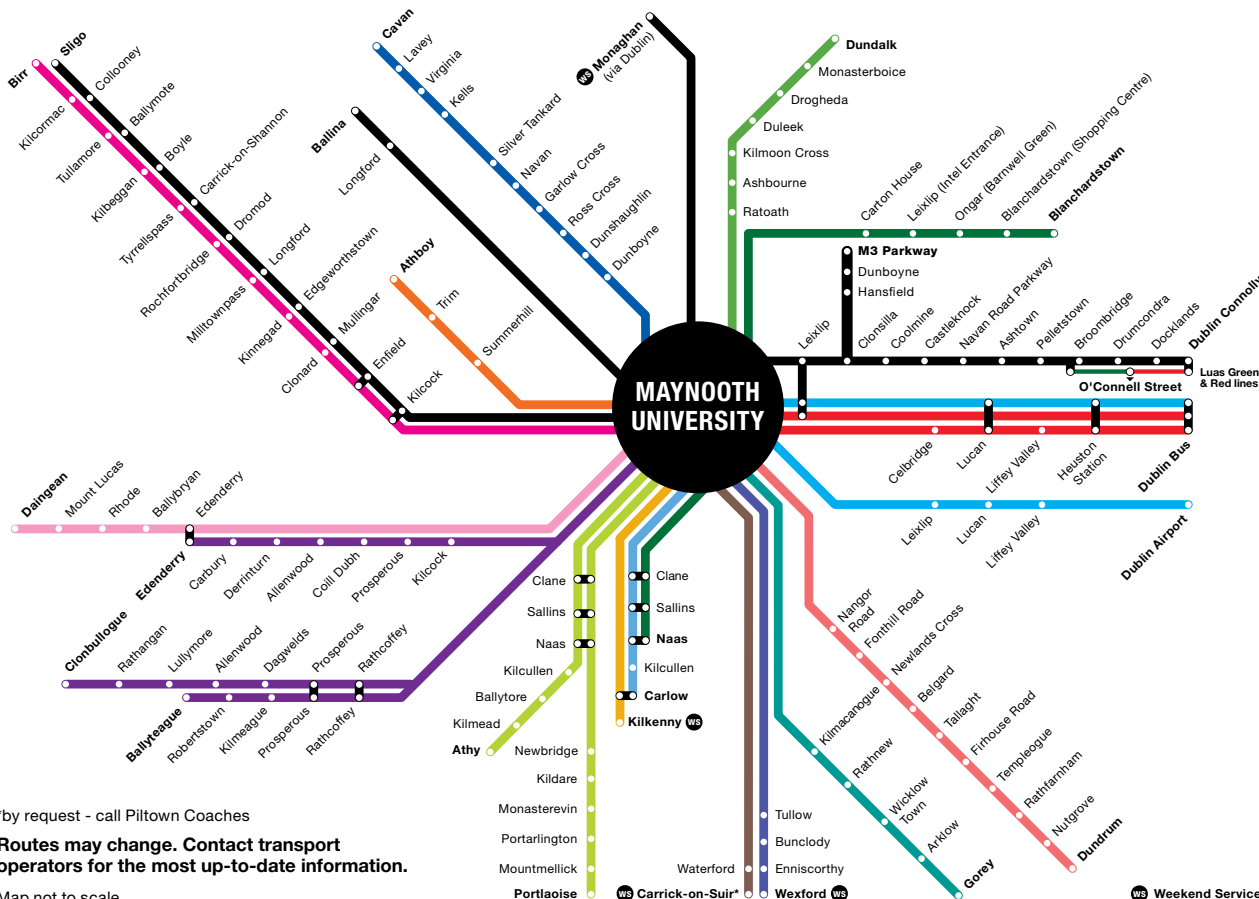 Birr
Kilcormac
Tullamore
Kilbeggan
Tyrrellspass
Rochfortbridge
Milltownpass
Kinnegad
Clonard
Sligo
Collooney
Ballymote
Boyle
Carrick-on-Shannon
Dromod
Longford
Edgeworthstown
Mullingar
Enfield
Kilcock
Ballina
Longford
Athboy
Trim
Summerhill
Cavan
Lavey
Virginia
Kells
Silver Tankard
Navan
Garlow Cross
Ross Cross
Dunshaughlin
Dunboyne
WS Monaghan
(via Dublin)
Dundalk
Monasterboice
Drogheda
Duleek
Kilmoon Cross
Ashbourne
Ratoath
Carton House
Leixlip (Intel Entrance)
Ongar (Barnwell Green)
Blanchardstown (Shopping Centre)
Blanchardstown
M3 Parkway
Dunboyne
Hansfield
Leixlip
Clonsilla
Coolmine
Castleknock
Navan Road Parkway
Ashtown
Pelletstown
Broombridge
Drumcondra
Docklands
Dublin Connolly
Luas Green
& Red lines
O'Connell Street
MAYNOOTH
UNIVERSITY
Celbridge
Lucan
Liffey Valley
Heuston
Station
Dublin Bus
Leixlip
Lucan
Liffey Valley
Dublin Airport
Daingean
Mount Lucas
Rhode
Ballybryan
Edenderry
Edenderry
Carbury
Derrinturn
Allenwood
Coill Dubh
Prosperous
Kilcock
Clonbullogue
Rathangan
Lullymore
Allenwood
Dagwelds
Prosperous
Rathcoffey
Ballyteague
Robertstown
Kilmeague
Prosperous
Rathcoffey
Clane
Sallins
Naas
Kilcullen
Ballytore
Kilmead
Athy
Newbridge
Kildare
Monasterevin
Portarlington
Mountmellick
Portlaoise
Clane
Sallins
Naas
Kilcullen
Carlow
Kilkenny WS
Waterford
WS Carrick-on-Suir*
Tullow
Bunclody
Enniscorthy
Wexford WS
Kilmacanogue
Rathnew
Wicklow
Town
Arklow
Gorey
Nangor
Road
Fonthill Road
Newlands Cross
Belgard
Tallaght
Firhouse Road
Templeogue
Rathfarnham
Nutgrove
Dundrum
*by request - call Piltown Coaches
Routes may change. Contact transport
operators for the most up-to-date information.
Map not to scale
WS Weekend Service